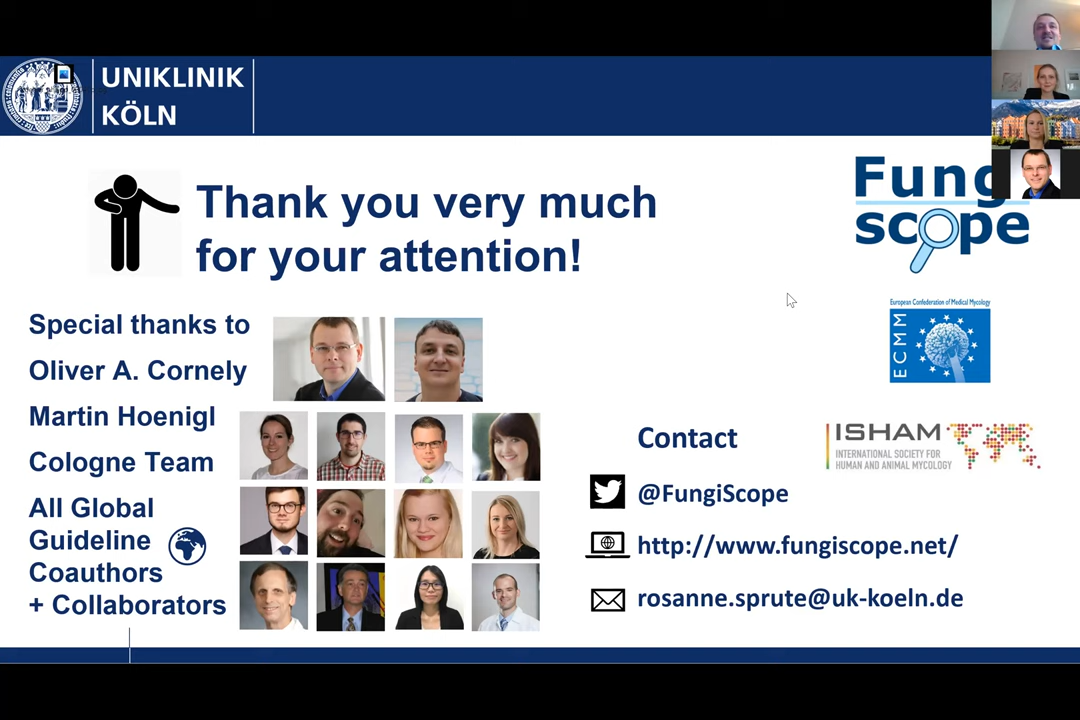 UNIKLINIK
KÖLN
Thank you very much
for your attention!
Fung
scope
Special thanks to
Oliver A. Cornely
Martin Hoenigl
Cologne Team
All Global
Guideline
Coauthors
+ Collaborators
European Confederation of Medical Mycology
ECMM
ISHAM
INTERNATIONAL SOCIETY FOR
HUMAN AND ANIMAL MYCOLOGY
Contact
@FungiScope
http://www.fungiscope.net/
rosanne.sprute@uk-koeln.de